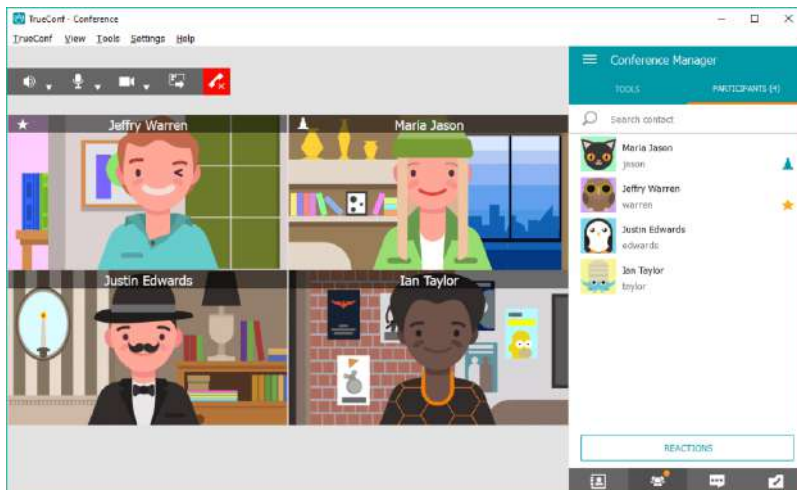 TrueConf - Conference
TrueConf View Tools Settings Help
Conference Manager
TOOLS PARTICIPANTS (4)
Search contact
Jeffry Warren
Maria Jason
Justin Edwards
Ian Taylor
Maria Jason
jason
Jeffry Warren
warren
Justin Edwards
edwards
Ian Taylor
taylor
REACTIONS